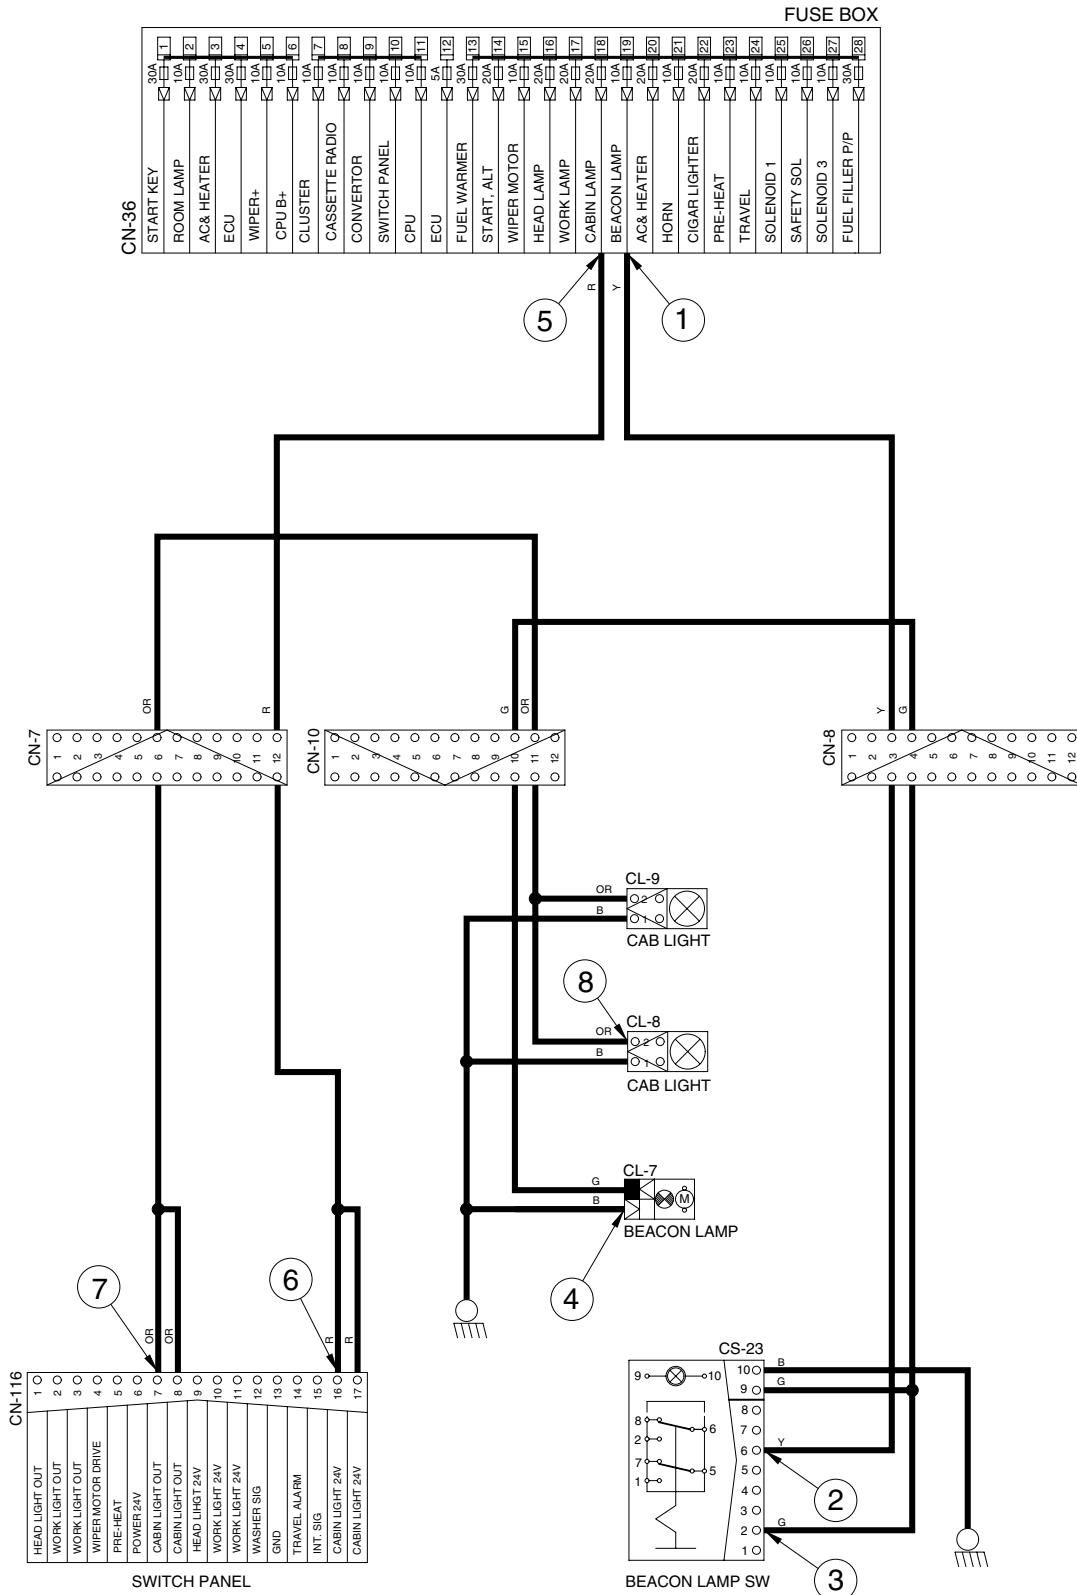 FUSE BOX
CN-36
1 2 3 4 5 6 7 8 9 10 11 12 13 14 15 16 17 18 19 20 21 22 23 24 25 26 27 28
30A 10A 30A 30A 10A 10A 10A 10A 10A 10A 10A 5A 30A 20A 10A 20A 20A 20A 10A 20A 10A 20A 10A 10A 10A 10A 10A 30A
START KEY
ROOM LAMP
AC& HEATER
ECU
WIPER+
CPU B+
CLUSTER
CASSETTE RADIO
CONVERTOR
SWITCH PANEL
CPU
ECU
FUEL WARMER
START, ALT
WIPER MOTOR
HEAD LAMP
WORK LAMP
CABIN LAMP
BEACON LAMP
AC& HEATER
HORN
CIGAR LIGHTER
PRE-HEAT
TRAVEL
SOLENOID 1
SAFETY SOL
SOLENOID 3
FUEL FILLER P/P
R Y
5 1
OR R G OR Y G
CN-7
1 2 3 4 5 6 7 8 9 10 11 12
CN-10
1 2 3 4 5 6 7 8 9 10 11 12
CN-8
1 2 3 4 5 6 7 8 9 10 11 12
CL-9
OR 2
B 1
CAB LIGHT
8
CL-8
OR 2
B 1
CAB LIGHT
CL-7
G
B M
BEACON LAMP
4
7 6
OR OR R R
CN-116
1 2 3 4 5 6 7 8 9 10 11 12 13 14 15 16 17
HEAD LIGHT OUT
WORK LIGHT OUT
WORK LIGHT OUT
WIPER MOTOR DRIVE
PRE-HEAT
POWER 24V
CABIN LIGHT OUT
CABIN LIGHT OUT
HEAD LIHGT 24V
WORK LIGHT 24V
WORK LIGHT 24V
WASHER SIG
GND
TRAVEL ALARM
INT. SIG
CABIN LIGHT 24V
CABIN LIGHT 24V
SWITCH PANEL
CS-23
9 10 10 B
9 G
8 8
6 7
2 6 Y
7 5
5 4
1 3
2 G
1
2
3
BEACON LAMP SW